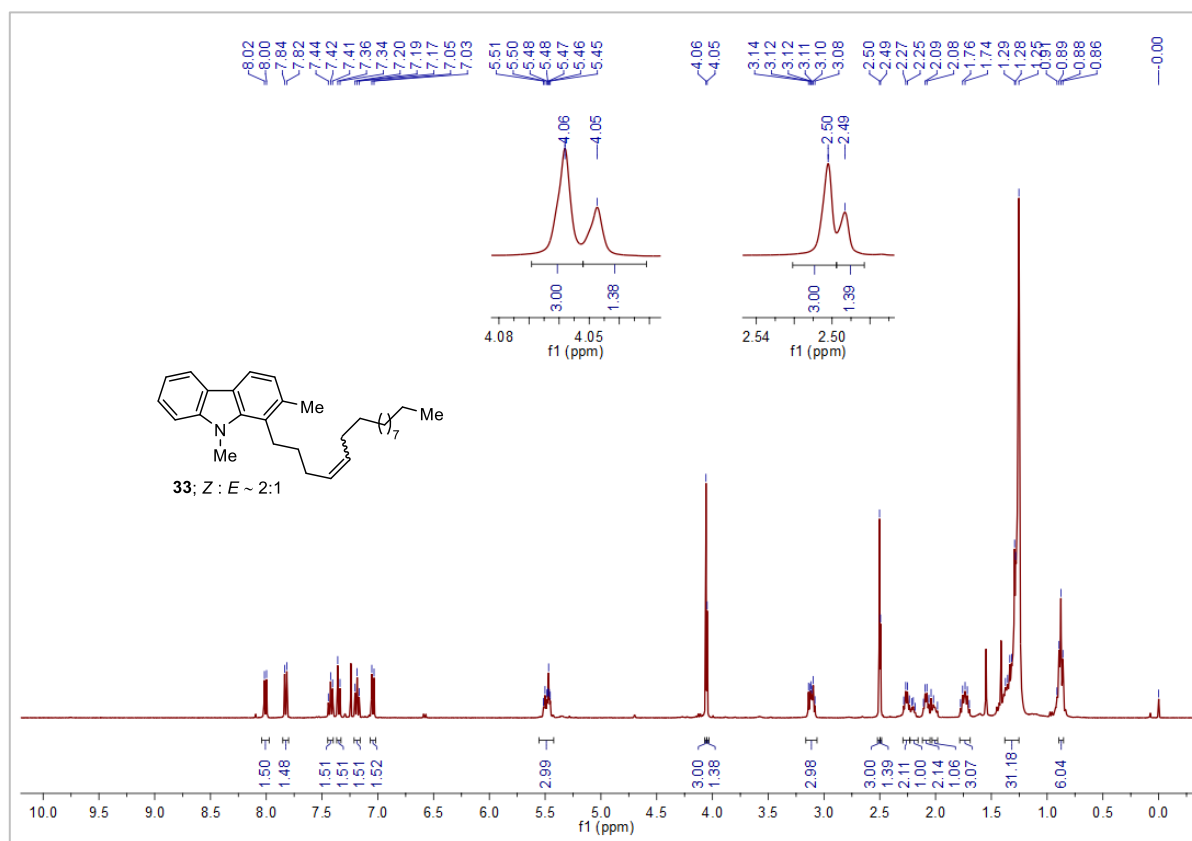 8.02 8.00 7.84 7.82 7.44 7.42 7.41 7.36 7.34 7.20 7.19 7.17 7.05 7.03 5.51 5.50 5.48 5.48 5.47 5.46 5.45 4.06 4.05 3.14 3.12 3.12 3.11 3.10 3.08 2.50 2.49 2.27 2.25 2.09 2.08 1.76 1.74 1.29 1.28 1.25 0.91 0.89 0.88 0.86 -0.00
4.06 4.05
3.00 1.38
4.08 4.05
f1 (ppm)
2.50 2.49
3.00 1.39
2.54 2.50
f1 (ppm)
Me
Me
7
N
Me
33; Z : E ~ 2:1
1.50 1.48 1.51 1.51 1.51 1.52 2.99 3.00 1.38 2.98 3.00 1.39 2.11 1.00 2.14 1.06 3.07 31.18 6.04
10.0 9.5 9.0 8.5 8.0 7.5 7.0 6.5 6.0 5.5 5.0 4.5 4.0 3.5 3.0 2.5 2.0 1.5 1.0 0.5 0.0
f1 (ppm)